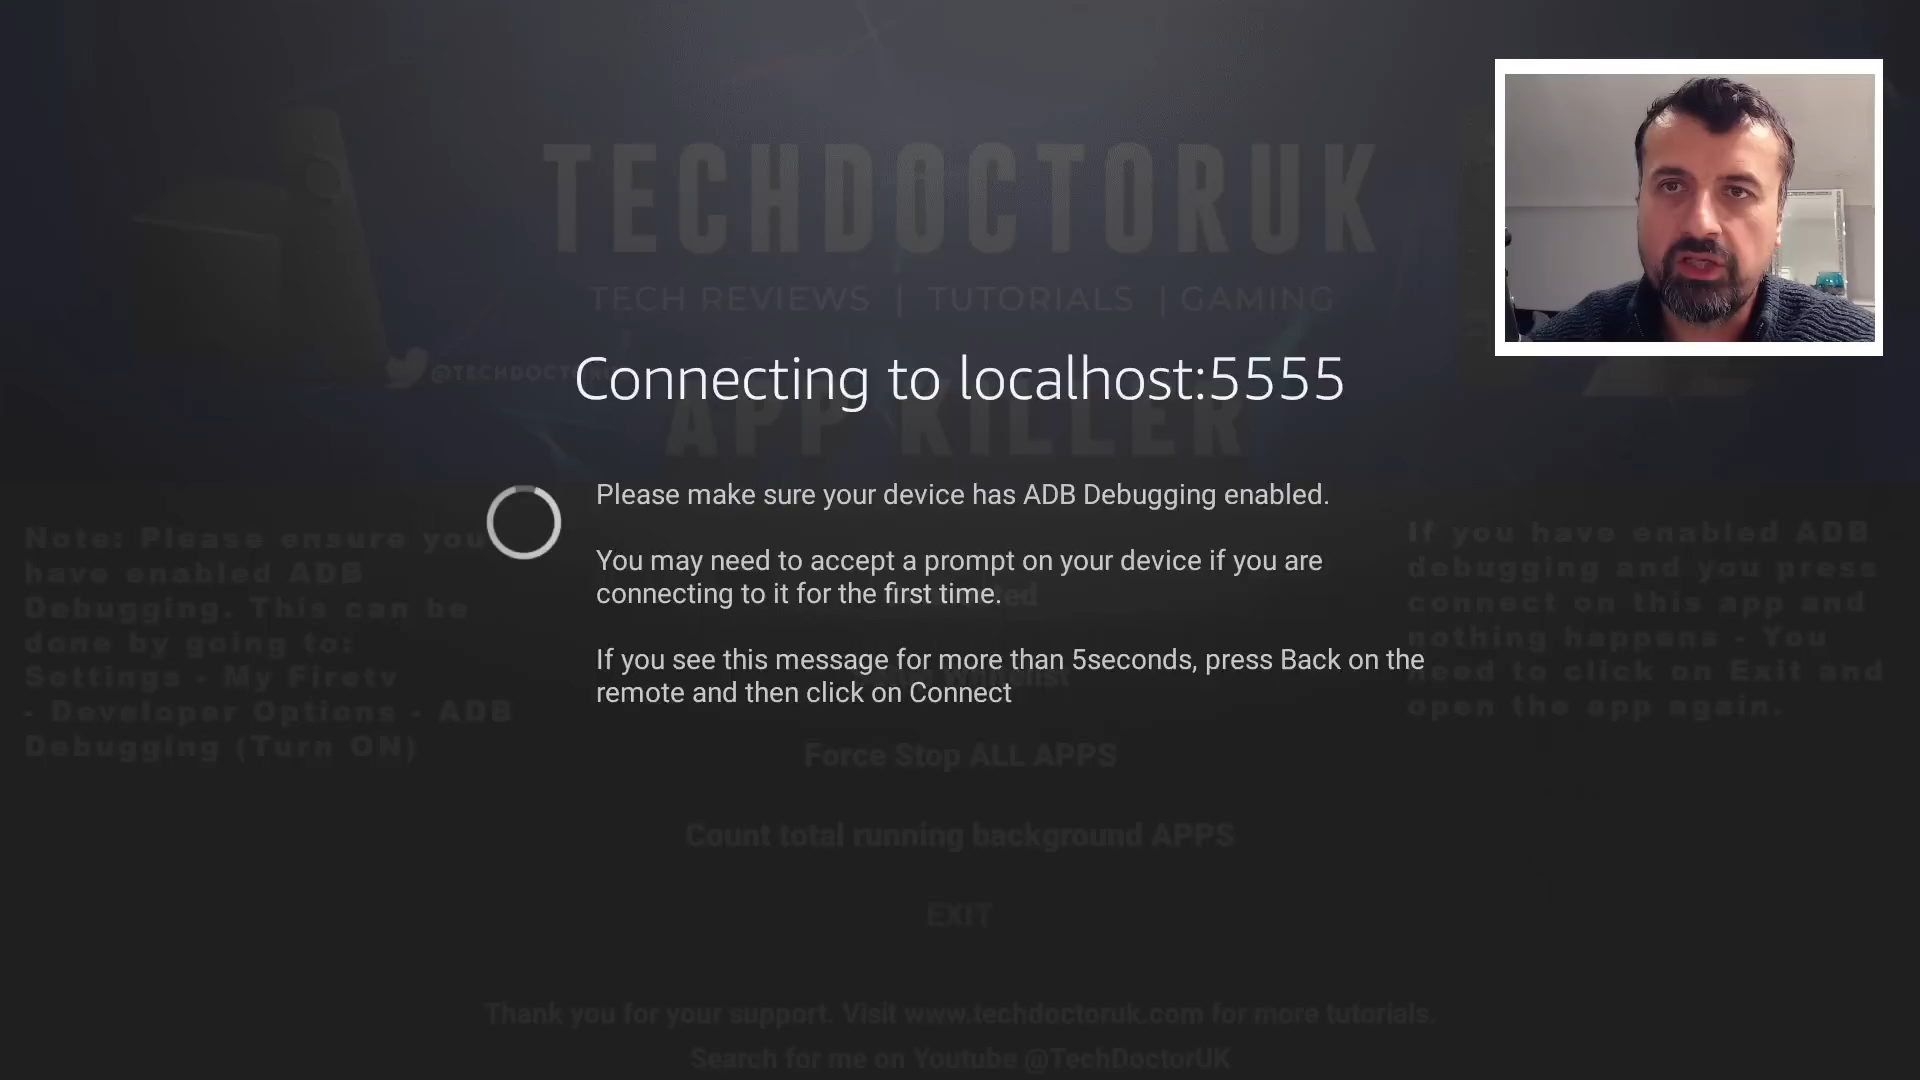 TECHDOCTORUK
TECH REVIEWS | TUTORIALS | GAMING
@TECHDOCTOR
Connecting to localhost:5555
APP KILLER
Please make sure your device has ADB Debugging enabled.
You may need to accept a prompt on your device if you are
connecting to it for the first time.
If you see this message for more than 5seconds, press Back on the
remote and then click on Connect
Note: Please ensure you
have enabled ADB
Debugging. This can be
done by going to:
Settings - My Firetv
- Developer Options - ADB
Debugging (Turn ON)
If you have enabled ADB
debugging and you press
connect on this app and
nothing happens - You
need to click on Exit and
open the app again.
Force Stop ALL APPS
Count total running background APPS
EXIT
Thank you for your support. Visit www.techdoctoruk.com for more tutorials.
Search for me on Youtube @TechDoctorUK